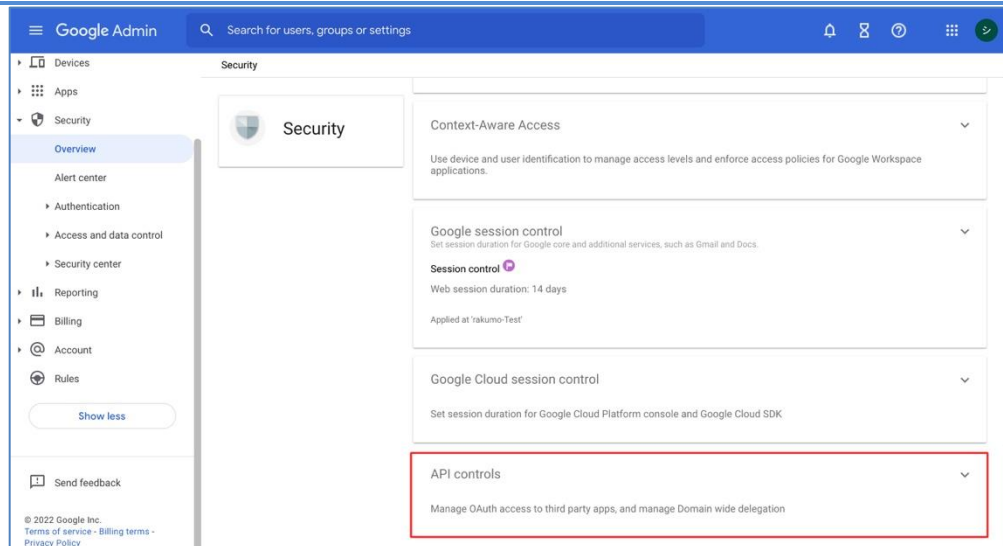 Google Admin
Search for users, groups or settings
シ
Devices
Apps
Security
Overview
Alert center
Authentication
Access and data control
Security center
Reporting
Billing
Account
Rules
Show less
Send feedback
© 2022 Google Inc.
Terms of service - Billing terms -
Privacy Policy
Security
Security
Context-Aware Access
Use device and user identification to manage access levels and enforce access policies for Google Workspace
applications.
Google session control
Set session duration for Google core and additional services, such as Gmail and Docs.
Session control
Web session duration: 14 days
Applied at 'rakumo-Test'
Google Cloud session control
Set session duration for Google Cloud Platform console and Google Cloud SDK
API controls
Manage OAuth access to third party apps, and manage Domain wide delegation